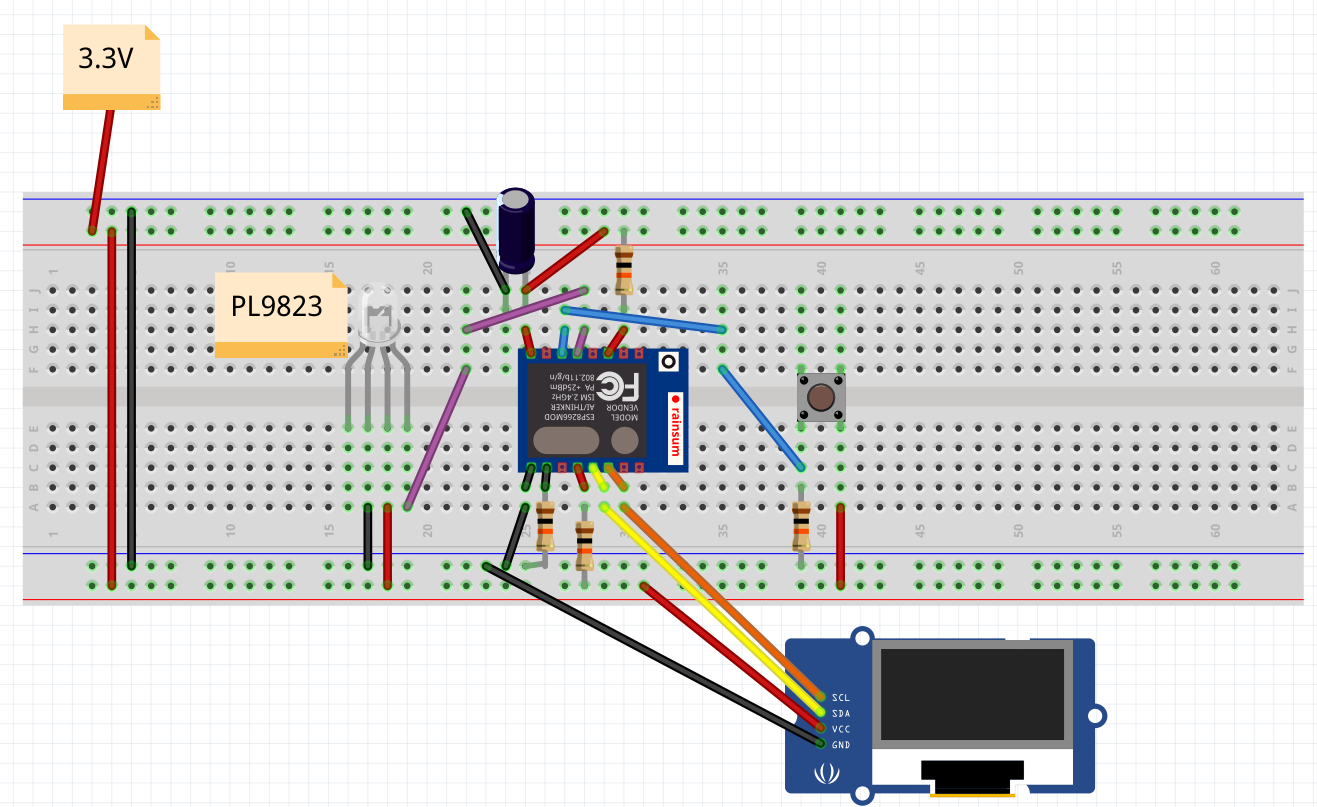 3.3V
1 10 20 35 40 45 50 55 60
PL9823
J J
I I
H H
G G
F F
MODEL
VENDOR
FC
ESP8266MOD
AI/THINKER
ISM 2.4GHz
PA +25dBm
802.11b/g/n
rainsum
E E
D D
C C
B B
A A
1 10 15 20 25 35 40 45 50 55 60
SCL
SDA
VCC
GND